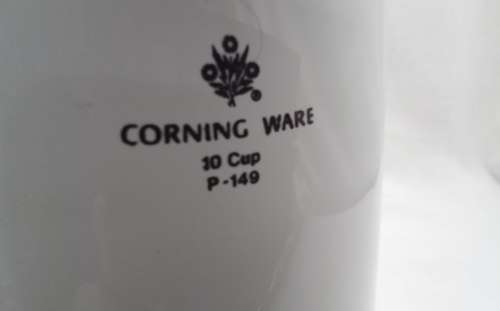 ®
CORNING WARE
10 Cup
P-149